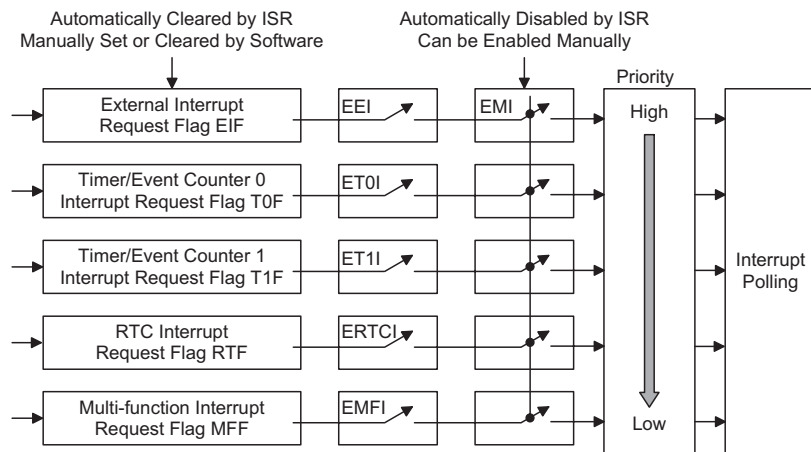 Automatically Cleared by ISR
Manually Set or Cleared by Software
Automatically Disabled by ISR
Can be Enabled Manually
Priority
External Interrupt
Request Flag EIF
EEI
EMI
High
Timer/Event Counter 0
Interrupt Request Flag T0F
ET0I
Timer/Event Counter 1
Interrupt Request Flag T1F
ET1I
Interrupt
Polling
RTC Interrupt
Request Flag RTF
ERTCI
Multi-function Interrupt
Request Flag MFF
EMFI
Low